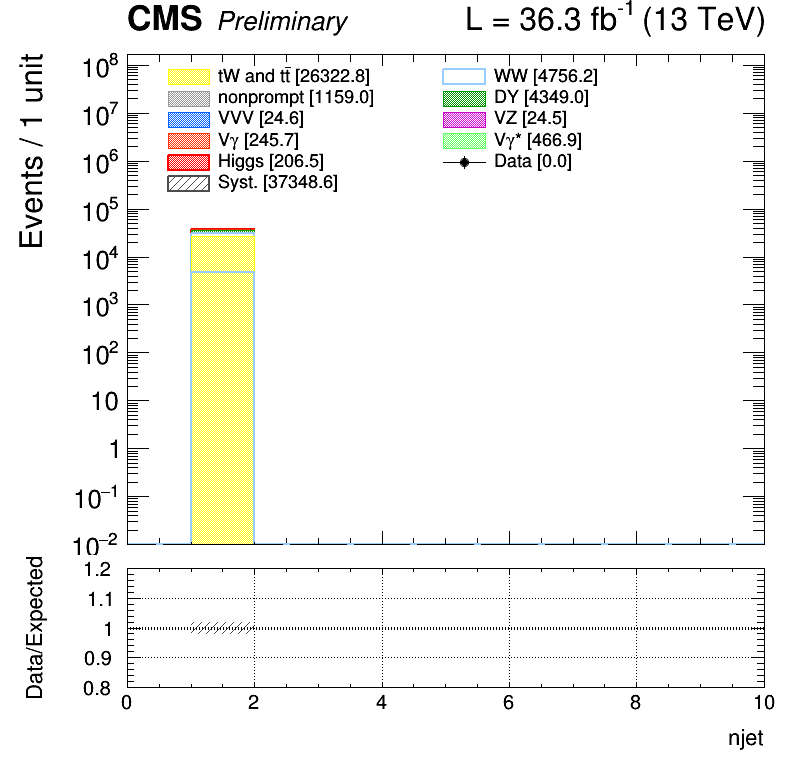 CMS Preliminary L = 36.3 fb⁻¹ (13 TeV)
Events / 1 unit
10⁸
10⁷
10⁶
10⁵
10⁴
10³
10²
10
1
10⁻¹
10⁻²
tW and tt̄ [26322.8]
nonprompt [1159.0]
VVV [24.6]
Vγ [245.7]
Higgs [206.5]
Syst. [37348.6]
WW [4756.2]
DY [4349.0]
VZ [24.5]
Vγ* [466.9]
Data [0.0]
Data/Expected
1.2
1.1
1
0.9
0.8
0 2 4 6 8 10
njet